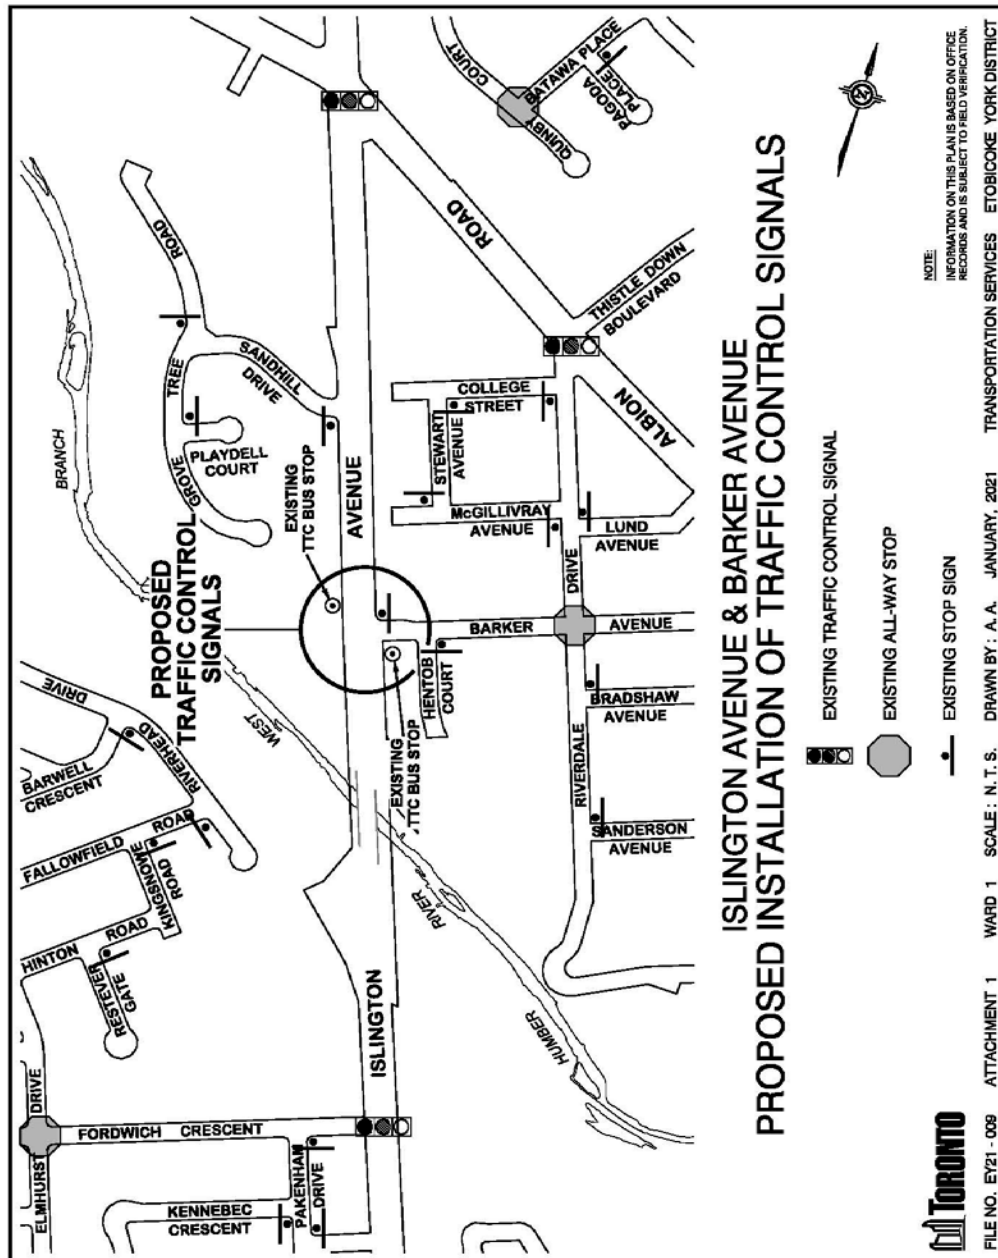 ELMHURST
DRIVE
FORDWICH CRESCENT
KENNEBEC
CRESCENT
PAKENHAM
DRIVE
HINTON
ROAD
RESTEVER
GATE
KINGSNOWE
ROAD
FALLOWFIELD
ROAD
BARWELL
CRESCENT
RIVERHEAD
DRIVE
PROPOSED
TRAFFIC CONTROL
SIGNALS
BRANCH
WEST
RIVER
HUMBER
GROVE
TREE
ROAD
PLAYDELL
COURT
SANDHILL
DRIVE
EXISTING
TTC BUS STOP
EXISTING
TTC BUS STOP
ISLINGTON
AVENUE
HENTOB
COURT
BARKER
AVENUE
McGILLIVRAY
AVENUE
STEWART
AVENUE
COLLEGE
STREET
RIVERDALE
DRIVE
LUND
AVENUE
BRADSHAW
AVENUE
SANDERSON
AVENUE
ALBION
ROAD
THISTLE DOWN
BOULEVARD
QUINBY
COURT
BATAWA PLACE
PAGODA
PLACE
ISLINGTON AVENUE & BARKER AVENUE
PROPOSED INSTALLATION OF TRAFFIC CONTROL SIGNALS
EXISTING TRAFFIC CONTROL SIGNAL
EXISTING ALL-WAY STOP
EXISTING STOP SIGN
Z
NOTE:
INFORMATION ON THIS PLAN IS BASED ON OFFICE
RECORDS AND IS SUBJECT TO FIELD VERIFICATION.
TORONTO
FILE NO. EY21 - 009 ATTACHMENT 1 WARD 1 SCALE : N.T.S. DRAWN BY : A.A. JANUARY, 2021 TRANSPORTATION SERVICES ETOBICOKE YORK DISTRICT